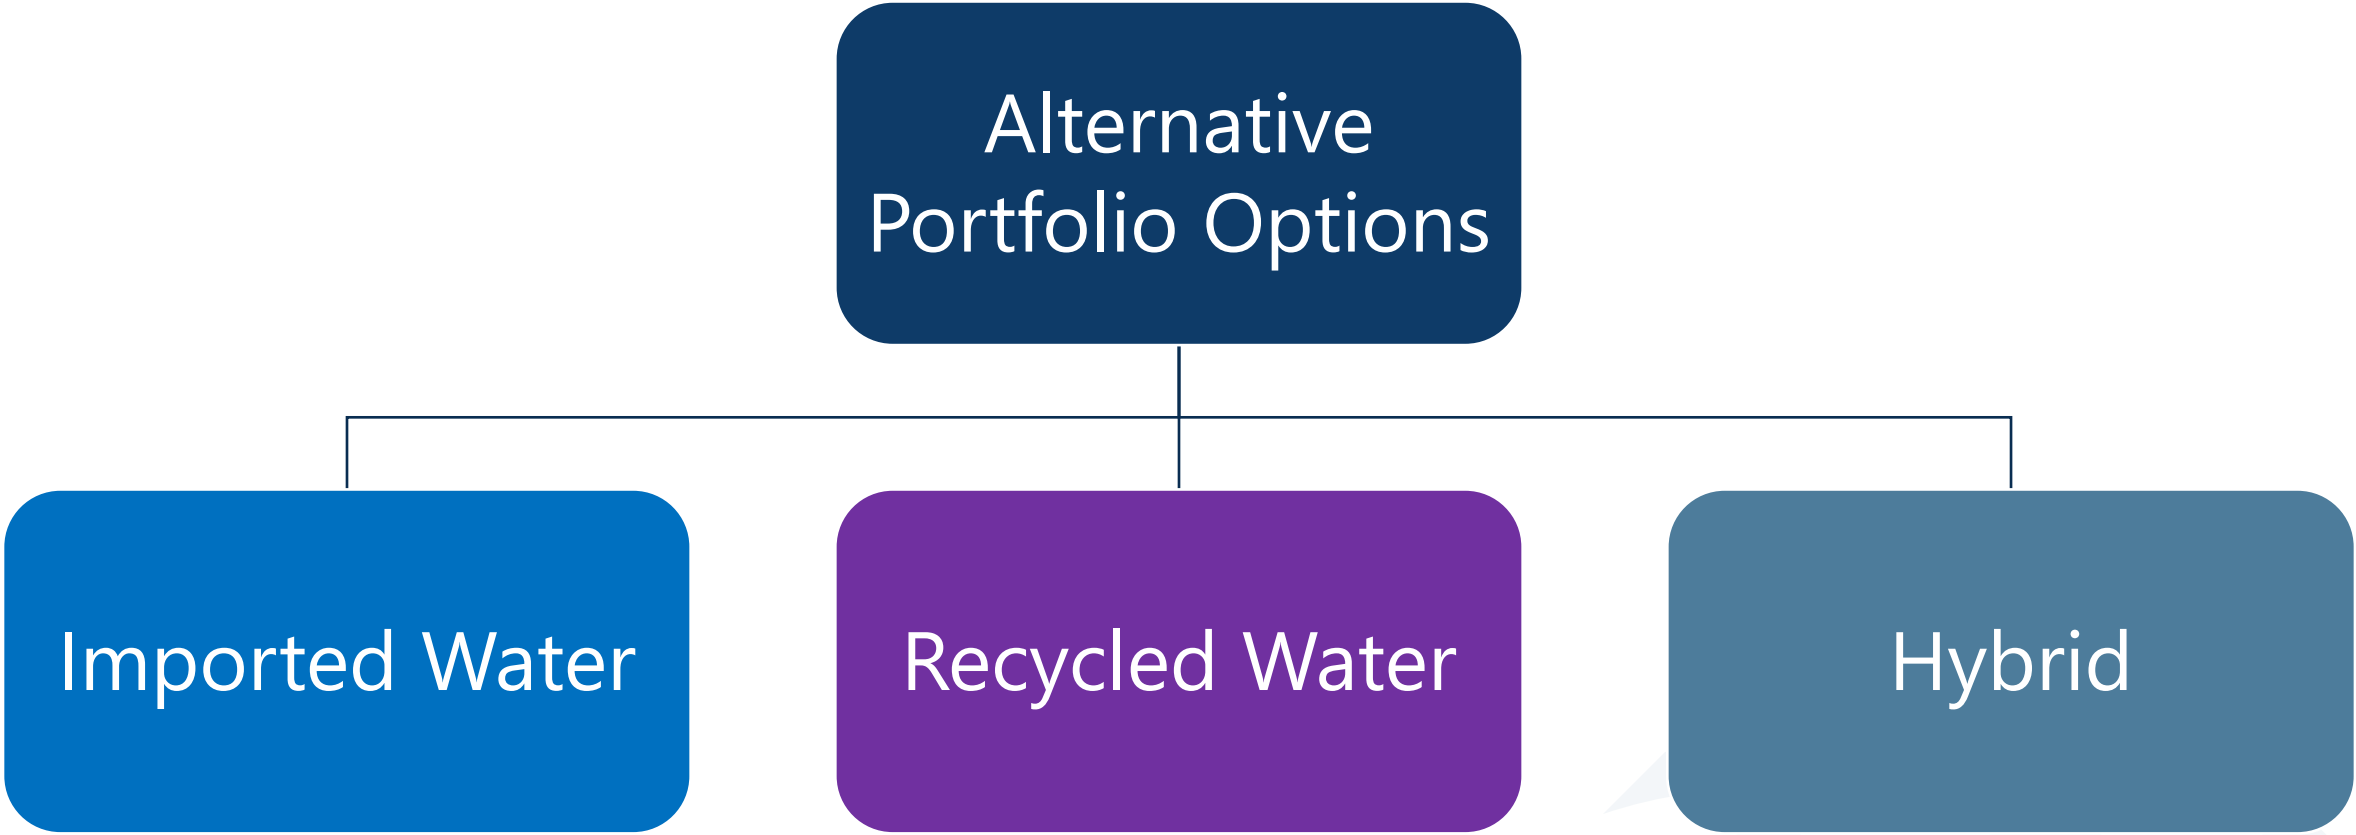 Alternative
Portfolio Options
Imported Water
Recycled Water
Hybrid